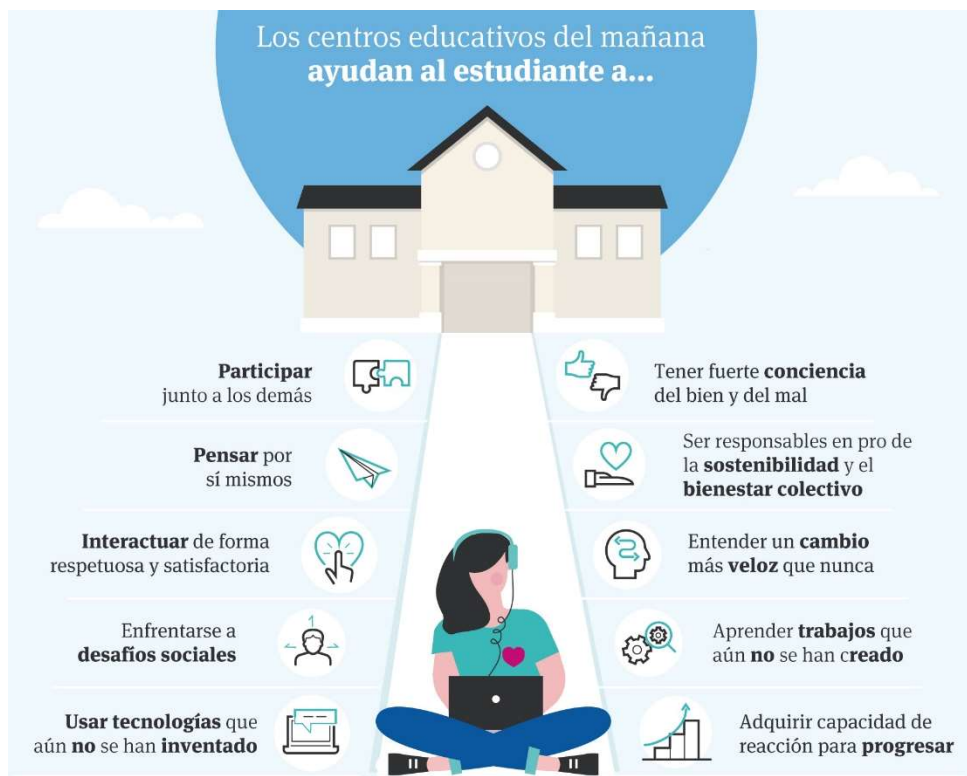 Los centros educativos del mañana
ayudan al estudiante a...
Participar
junto a los demás
Pensar por
sí mismos
Interactuar de forma
respetuosa y satisfactoria
Enfrentarse a
desafíos sociales
Usar tecnologías que
aún no se han inventado
Tener fuerte conciencia
del bien y del mal
Ser responsables en pro de
la sostenibilidad y el
bienestar colectivo
Entender un cambio
más veloz que nunca
Aprender trabajos que
aún no se han creado
Adquirir capacidad de
reacción para progresar